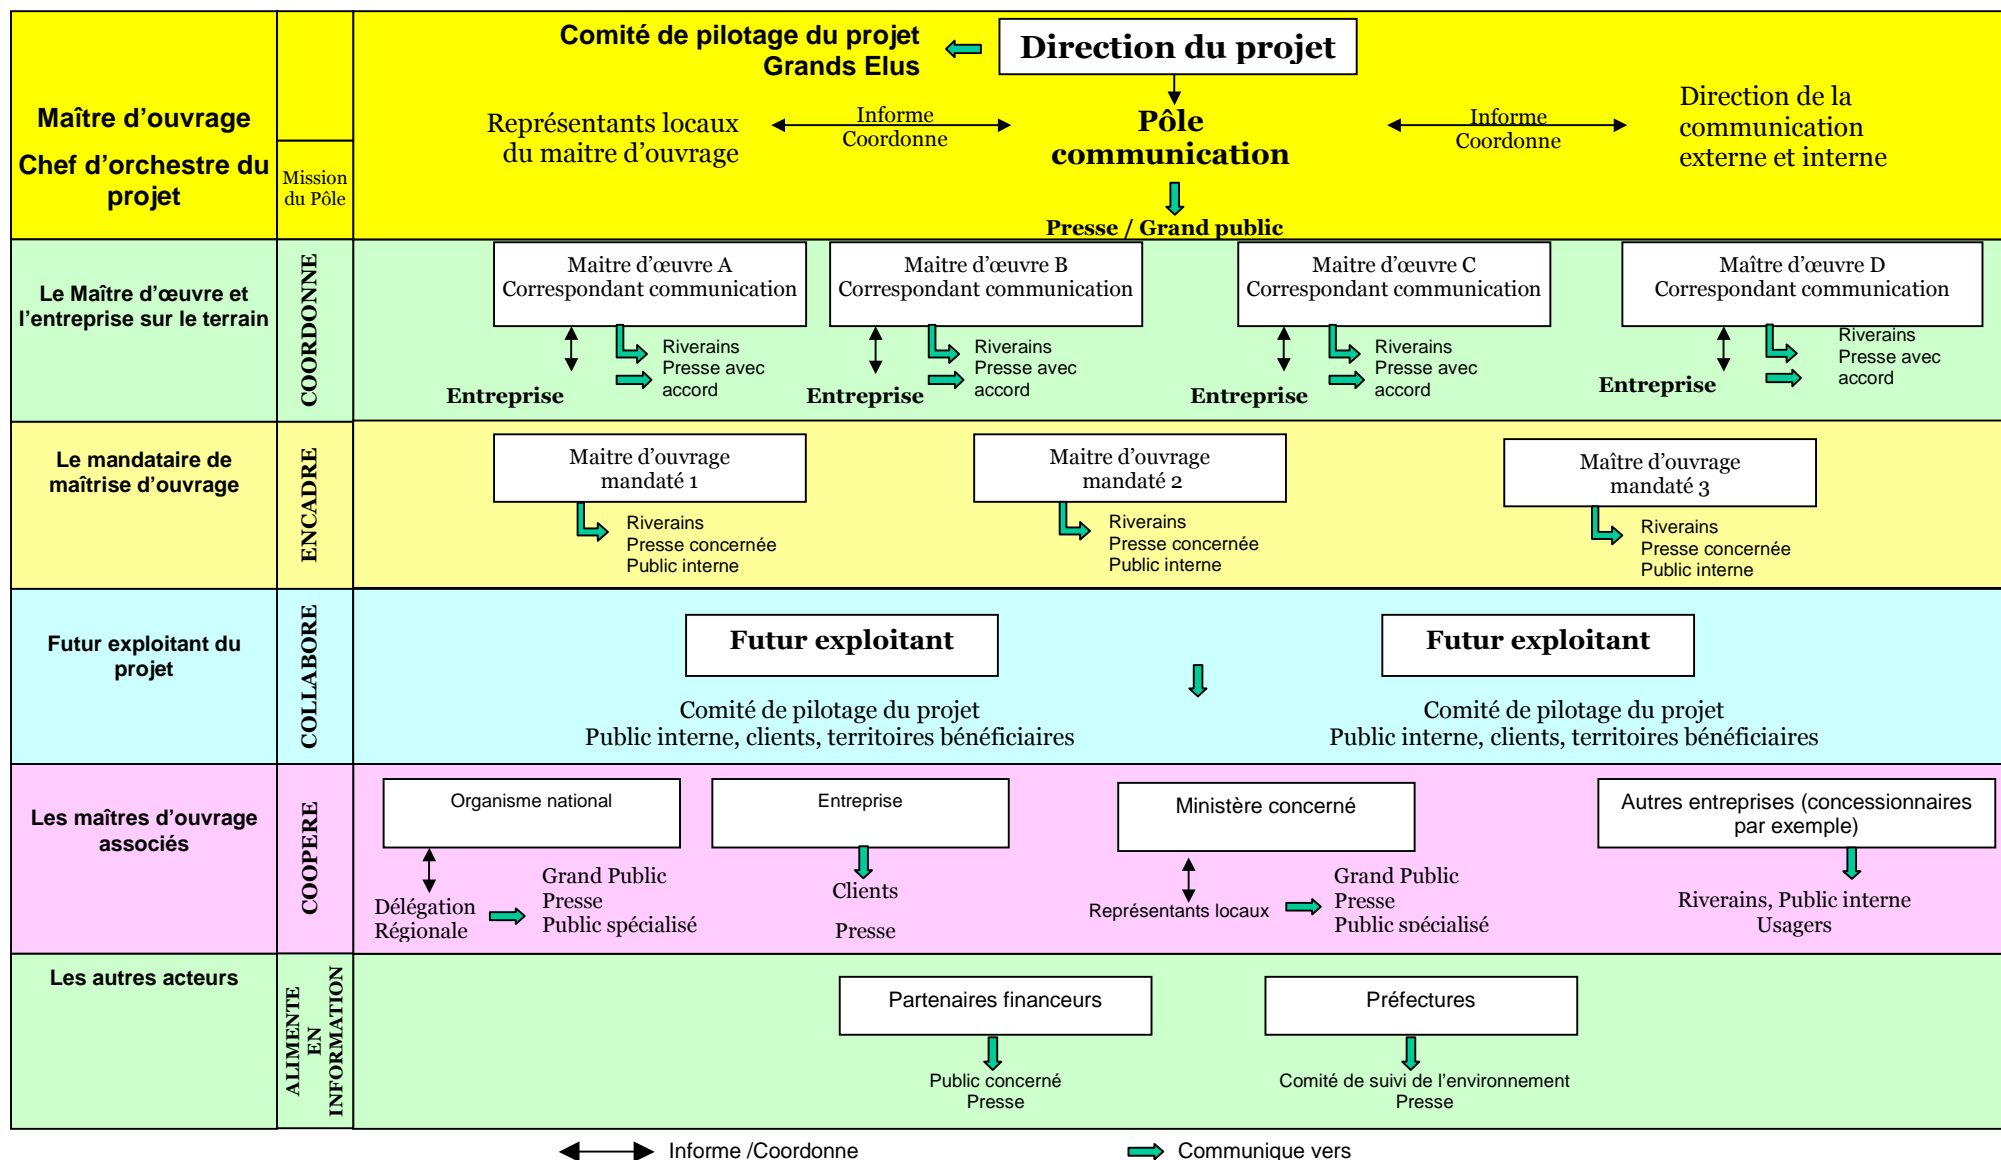 Maître d'ouvrage
Chef d'orchestre du
projet
Mission
du Pôle
Comité de pilotage du projet
Grands Elus
Direction du projet
Représentants locaux
du maitre d'ouvrage
Informe
Coordonne
Pôle
communication
Informe
Coordonne
Direction de la
communication
externe et interne
Presse / Grand public
Le Maître d'œuvre et
l'entreprise sur le terrain
COORDONNE
Maitre d'œuvre A
Correspondant communication
Entreprise
Riverains
Presse avec
accord
Maitre d'œuvre B
Correspondant communication
Entreprise
Riverains
Presse avec
accord
Maitre d'œuvre C
Correspondant communication
Entreprise
Riverains
Presse avec
accord
Maître d'œuvre D
Correspondant communication
Entreprise
Riverains
Presse avec
accord
Le mandataire de
maîtrise d'ouvrage
ENCADRE
Maitre d'ouvrage
mandaté 1
Riverains
Presse concernée
Public interne
Maitre d'ouvrage
mandaté 2
Riverains
Presse concernée
Public interne
Maître d'ouvrage
mandaté 3
Riverains
Presse concernée
Public interne
Futur exploitant du
projet
COLLABORE
Futur exploitant
Comité de pilotage du projet
Public interne, clients, territoires bénéficiaires
Futur exploitant
Comité de pilotage du projet
Public interne, clients, territoires bénéficiaires
Les maîtres d'ouvrage
associés
COOPERE
Organisme national
Délégation
Régionale
Grand Public
Presse
Public spécialisé
Entreprise
Clients
Presse
Ministère concerné
Représentants locaux
Grand Public
Presse
Public spécialisé
Autres entreprises (concessionnaires
par exemple)
Riverains, Public interne
Usagers
Les autres acteurs
ALIMENTE
EN
INFORMATION
Partenaires financeurs
Public concerné
Presse
Préfectures
Comité de suivi de l'environnement
Presse
Informe /Coordonne
Communique vers